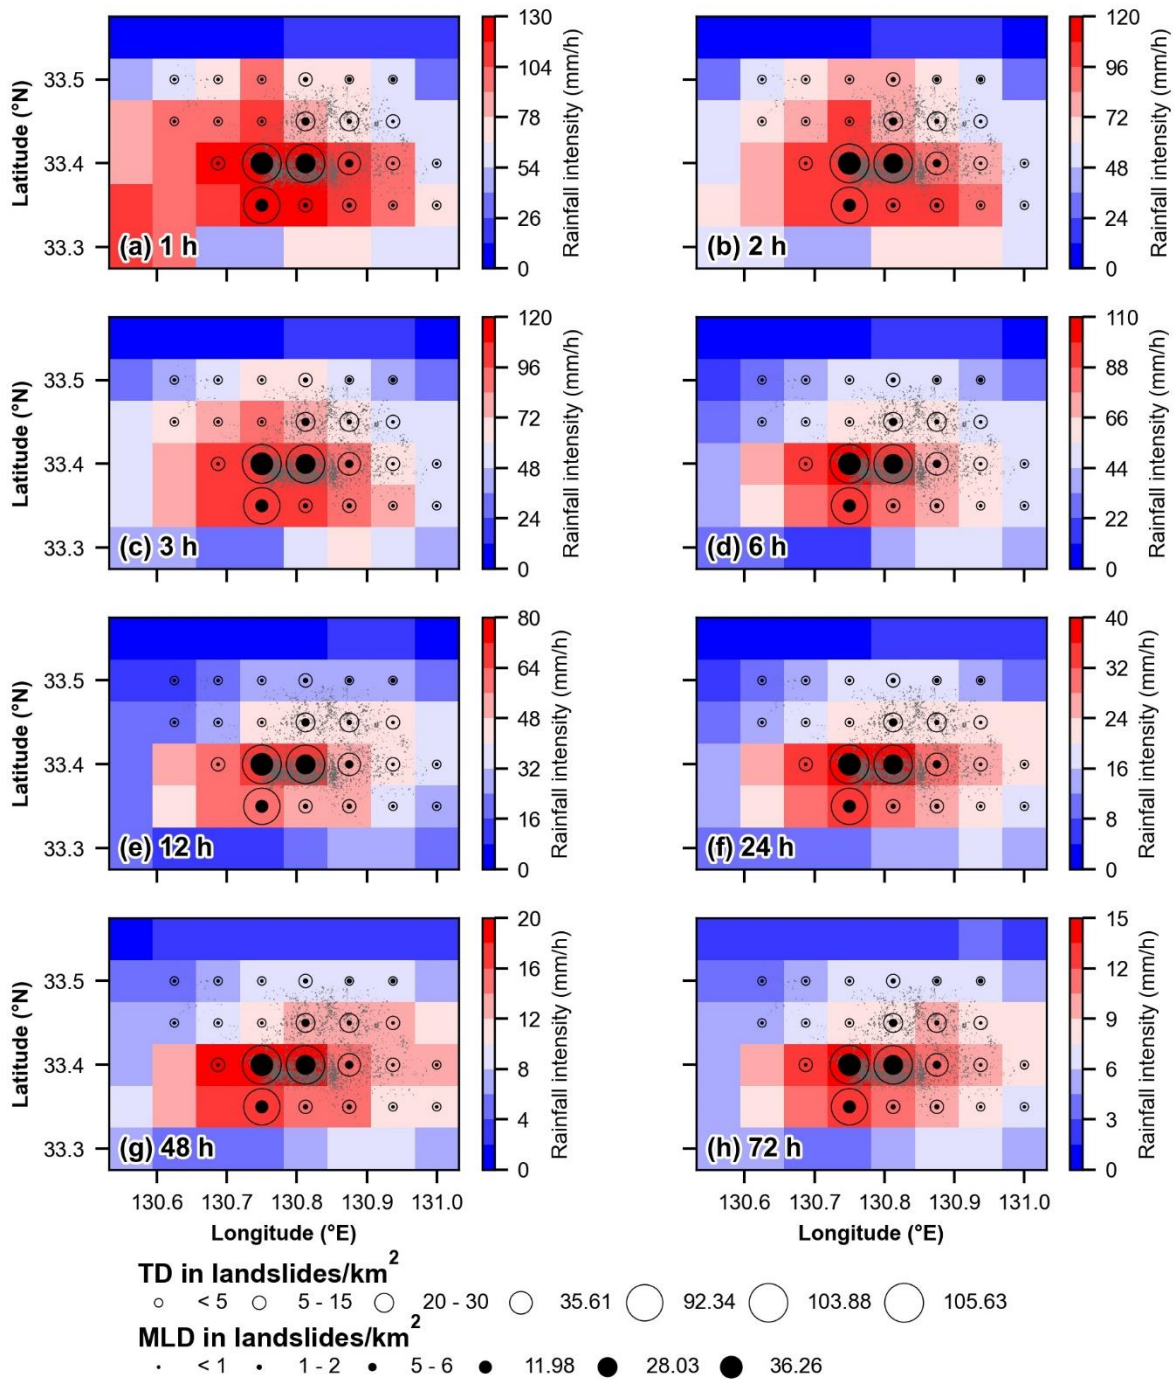 130
104
78
54
26
0
Rainfall intensity (mm/h)
33.5
33.4
33.3
Latitude (°N)
(a) 1 h
120
96
72
48
24
0
Rainfall intensity (mm/h)
(b) 2 h
120
96
72
48
24
0
Rainfall intensity (mm/h)
33.5
33.4
33.3
Latitude (°N)
(c) 3 h
110
88
66
44
22
0
Rainfall intensity (mm/h)
(d) 6 h
80
64
48
32
16
0
Rainfall intensity (mm/h)
33.5
33.4
33.3
Latitude (°N)
(e) 12 h
40
32
24
16
8
0
Rainfall intensity (mm/h)
(f) 24 h
20
16
12
8
4
0
Rainfall intensity (mm/h)
33.5
33.4
33.3
Latitude (°N)
(g) 48 h
130.6 130.7 130.8 130.9 131.0
Longitude (°E)
15
12
9
6
3
0
Rainfall intensity (mm/h)
(h) 72 h
130.6 130.7 130.8 130.9 131.0
Longitude (°E)
TD in landslides/km²
< 5 5 - 15 20 - 30 35.61 92.34 103.88 105.63
MLD in landslides/km²
< 1 1 - 2 5 - 6 11.98 28.03 36.26